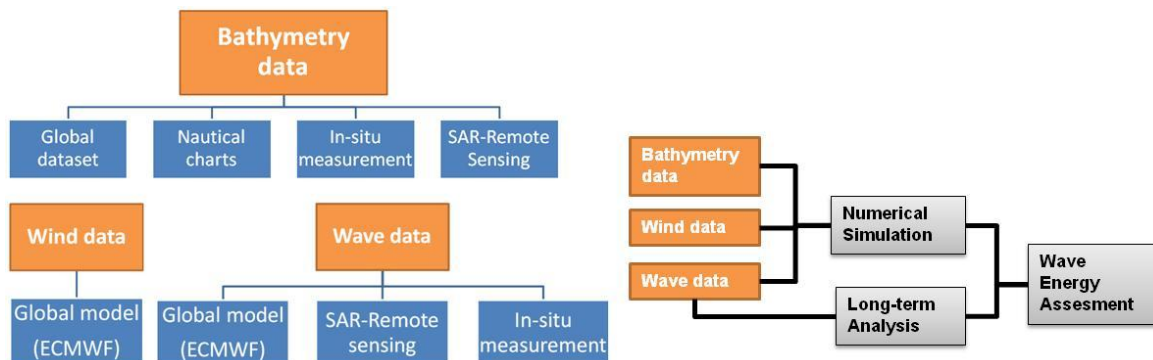 Bathymetry
data
Global
dataset
Nautical
charts
In-situ
measurement
SAR-Remote
Sensing
Wind data
Wave data
Global model
(ECMWF)
Global model
(ECMWF)
SAR-Remote
sensing
In-situ
measurement
Bathymetry
data
Wind data
Wave data
Numerical
Simulation
Long-term
Analysis
Wave
Energy
Assesment